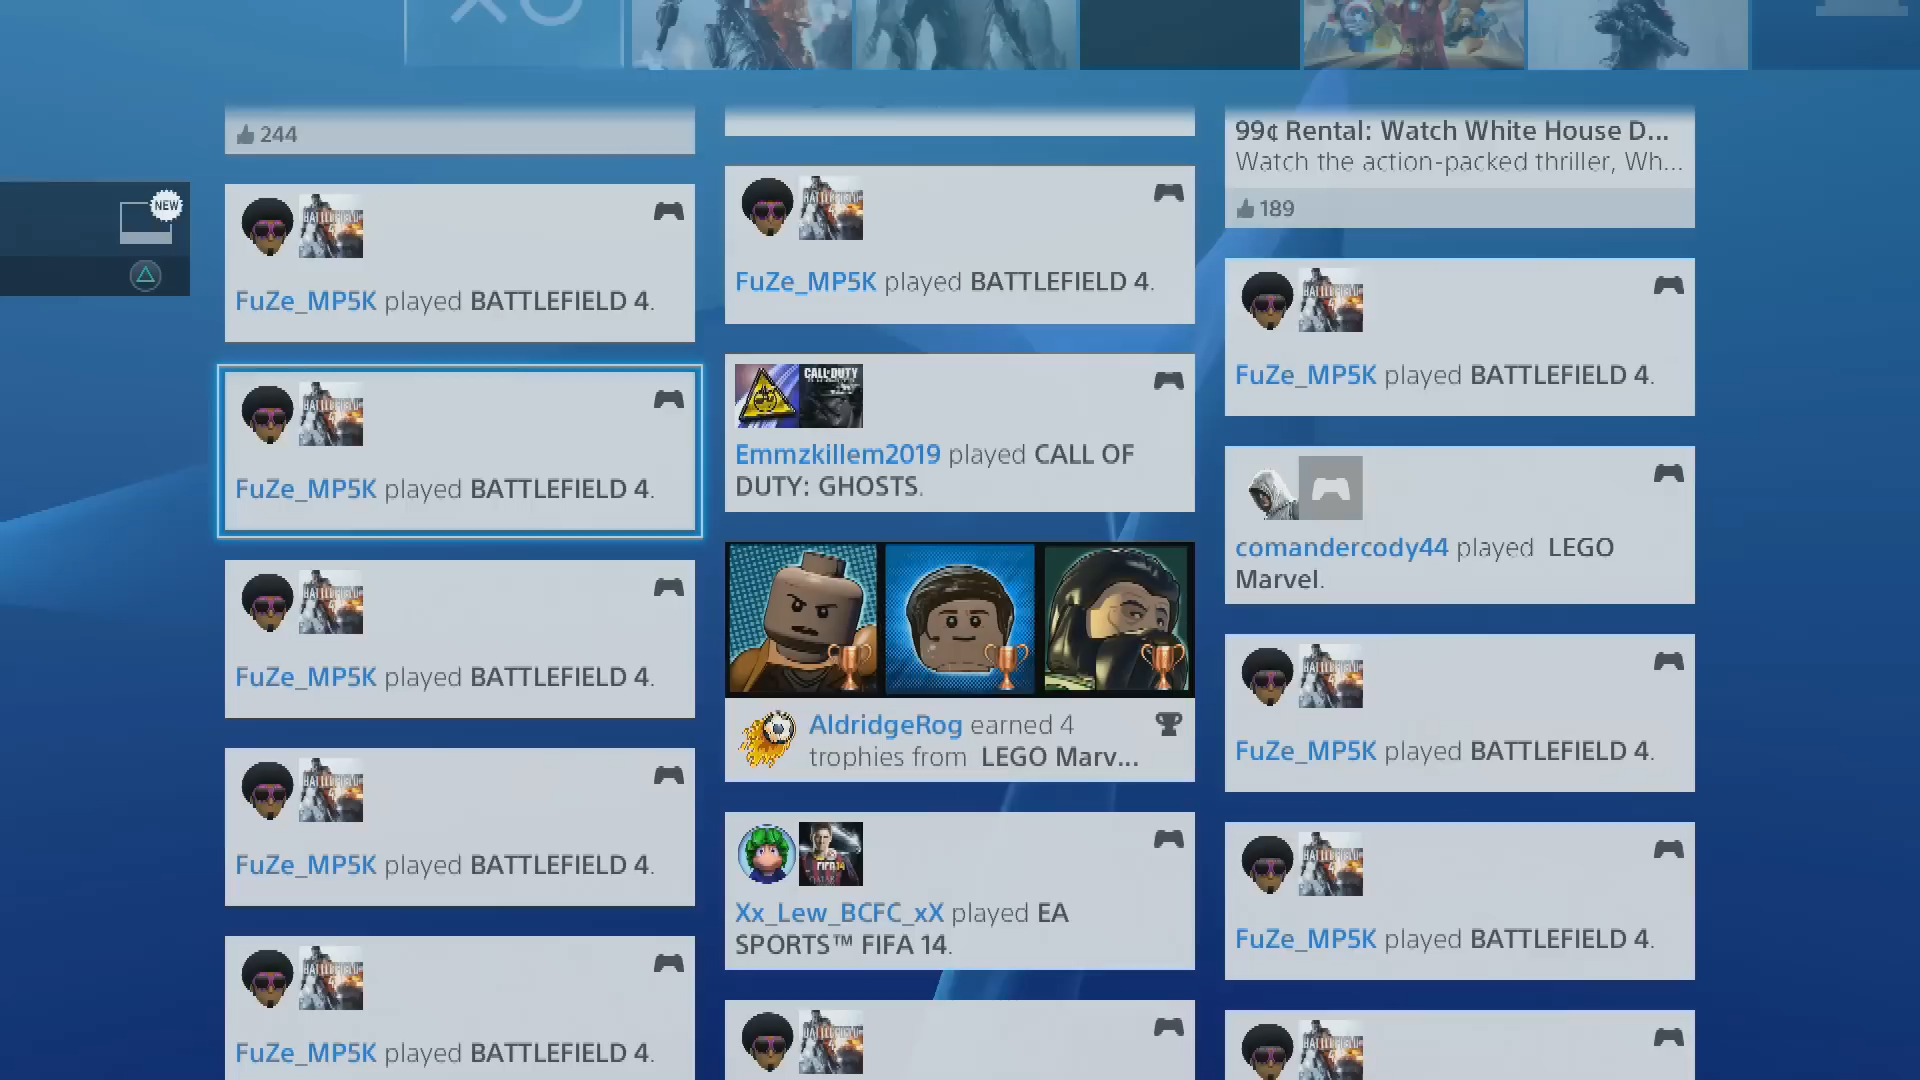 244
NEW
FuZe_MP5K played BATTLEFIELD 4.
FuZe_MP5K played BATTLEFIELD 4.
FuZe_MP5K played BATTLEFIELD 4.
FuZe_MP5K played BATTLEFIELD 4.
FuZe_MP5K played BATTLEFIELD 4.
FuZe_MP5K played BATTLEFIELD 4.
CALL OF DUTY
Emmzkillem2019 played CALL OF
DUTY: GHOSTS.
AldridgeRog earned 4
trophies from LEGO Marv...
FIFA 14
Xx_Lew_BCFC_xX played EA
SPORTS™ FIFA 14.
99¢ Rental: Watch White House D...
Watch the action-packed thriller, Wh...
189
FuZe_MP5K played BATTLEFIELD 4.
comandercody44 played LEGO
Marvel.
FuZe_MP5K played BATTLEFIELD 4.
FuZe_MP5K played BATTLEFIELD 4.